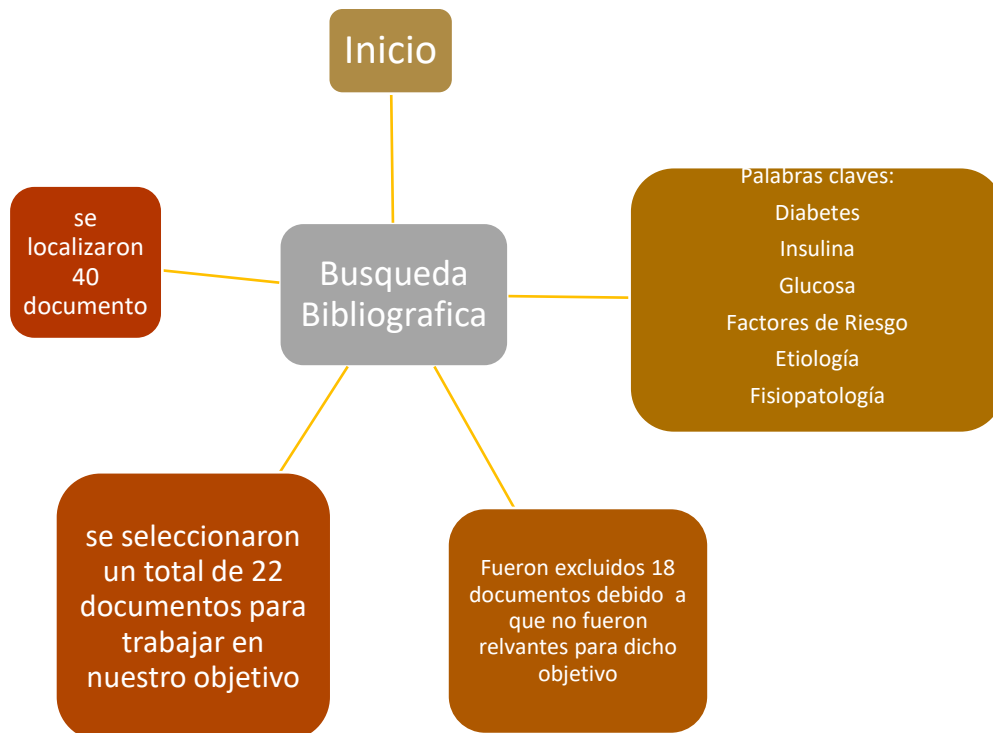 Inicio
Busqueda
Bibliografica
Palabras claves:
Diabetes
Insulina
Glucosa
Factores de Riesgo
Etiología
Fisiopatología
Fueron excluidos 18
documentos debido a
que no fueron
relvantes para dicho
objetivo
se seleccionaron
un total de 22
documentos para
trabajar en
nuestro objetivo
se
localizaron
40
documento